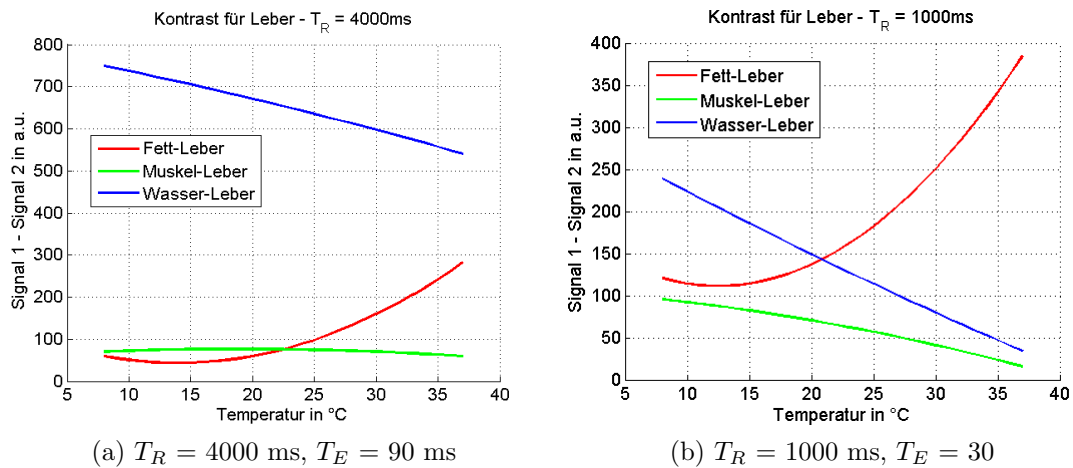 Kontrast für Leber - T_R = 4000ms
Signal 1 - Signal 2 in a.u.
800
700
600
500
400
300
200
100
0
Fett-Leber
Muskel-Leber
Wasser-Leber
5 10 15 20 25 30 35 40
Temperatur in °C
(a) T_R = 4000 ms, T_E = 90 ms
Kontrast für Leber - T_R = 1000ms
Signal 1 - Signal 2 in a.u.
400
350
300
250
200
150
100
50
0
Fett-Leber
Muskel-Leber
Wasser-Leber
5 10 15 20 25 30 35 40
Temperatur in °C
(b) T_R = 1000 ms, T_E = 30